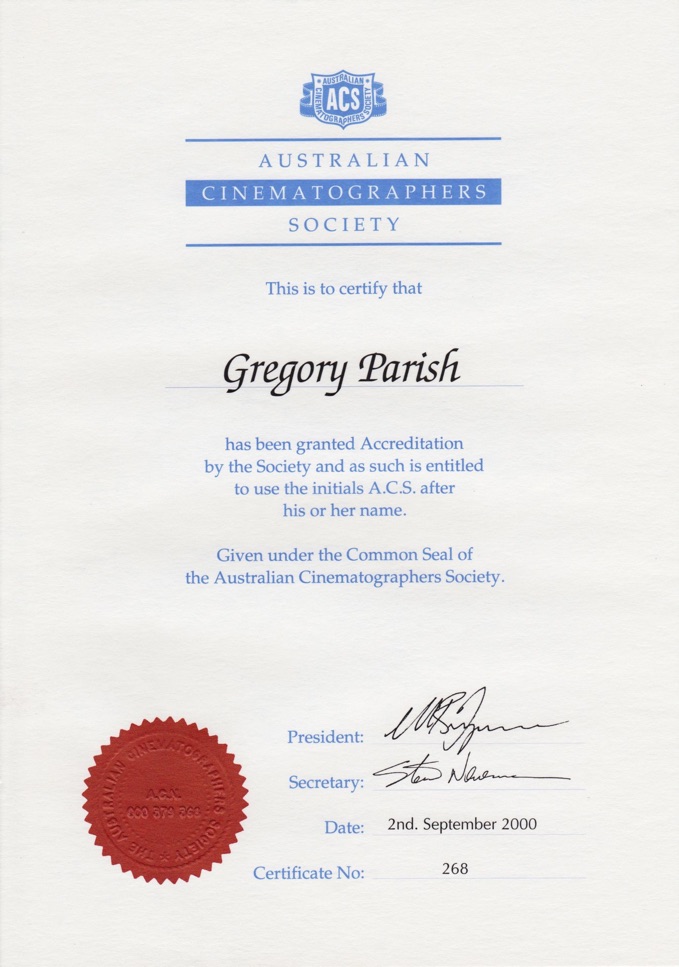 AUSTRALIAN
ACS
CINEMATOGRAPHERS SOCIETY
AUSTRALIAN
CINEMATOGRAPHERS
SOCIETY
This is to certify that
Gregory Parish
has been granted Accreditation
by the Society and as such is entitled
to use the initials A.C.S. after
his or her name.
Given under the Common Seal of
the Australian Cinematographers Society.
President:
Secretary:
Date: 2nd. September 2000
Certificate No: 268
THE AUSTRALIAN CINEMATOGRAPHERS SOCIETY
A.C.N.